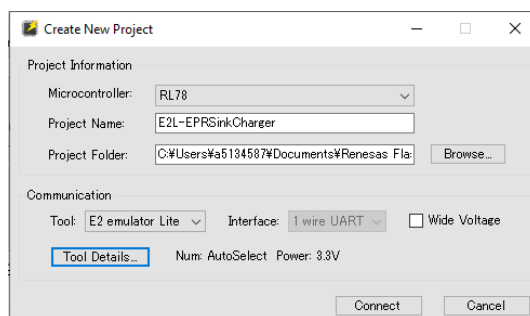 Create New Project
Project Information
Microcontroller: RL78
Project Name: E2L-EPRSinkCharger
Project Folder: C:¥Users¥a5134587¥Documents¥Renesas Fla Browse...
Communication
Tool: E2 emulator Lite Interface: 1 wire UART Wide Voltage
Tool Details... Num: AutoSelect Power: 3.3V
Connect Cancel